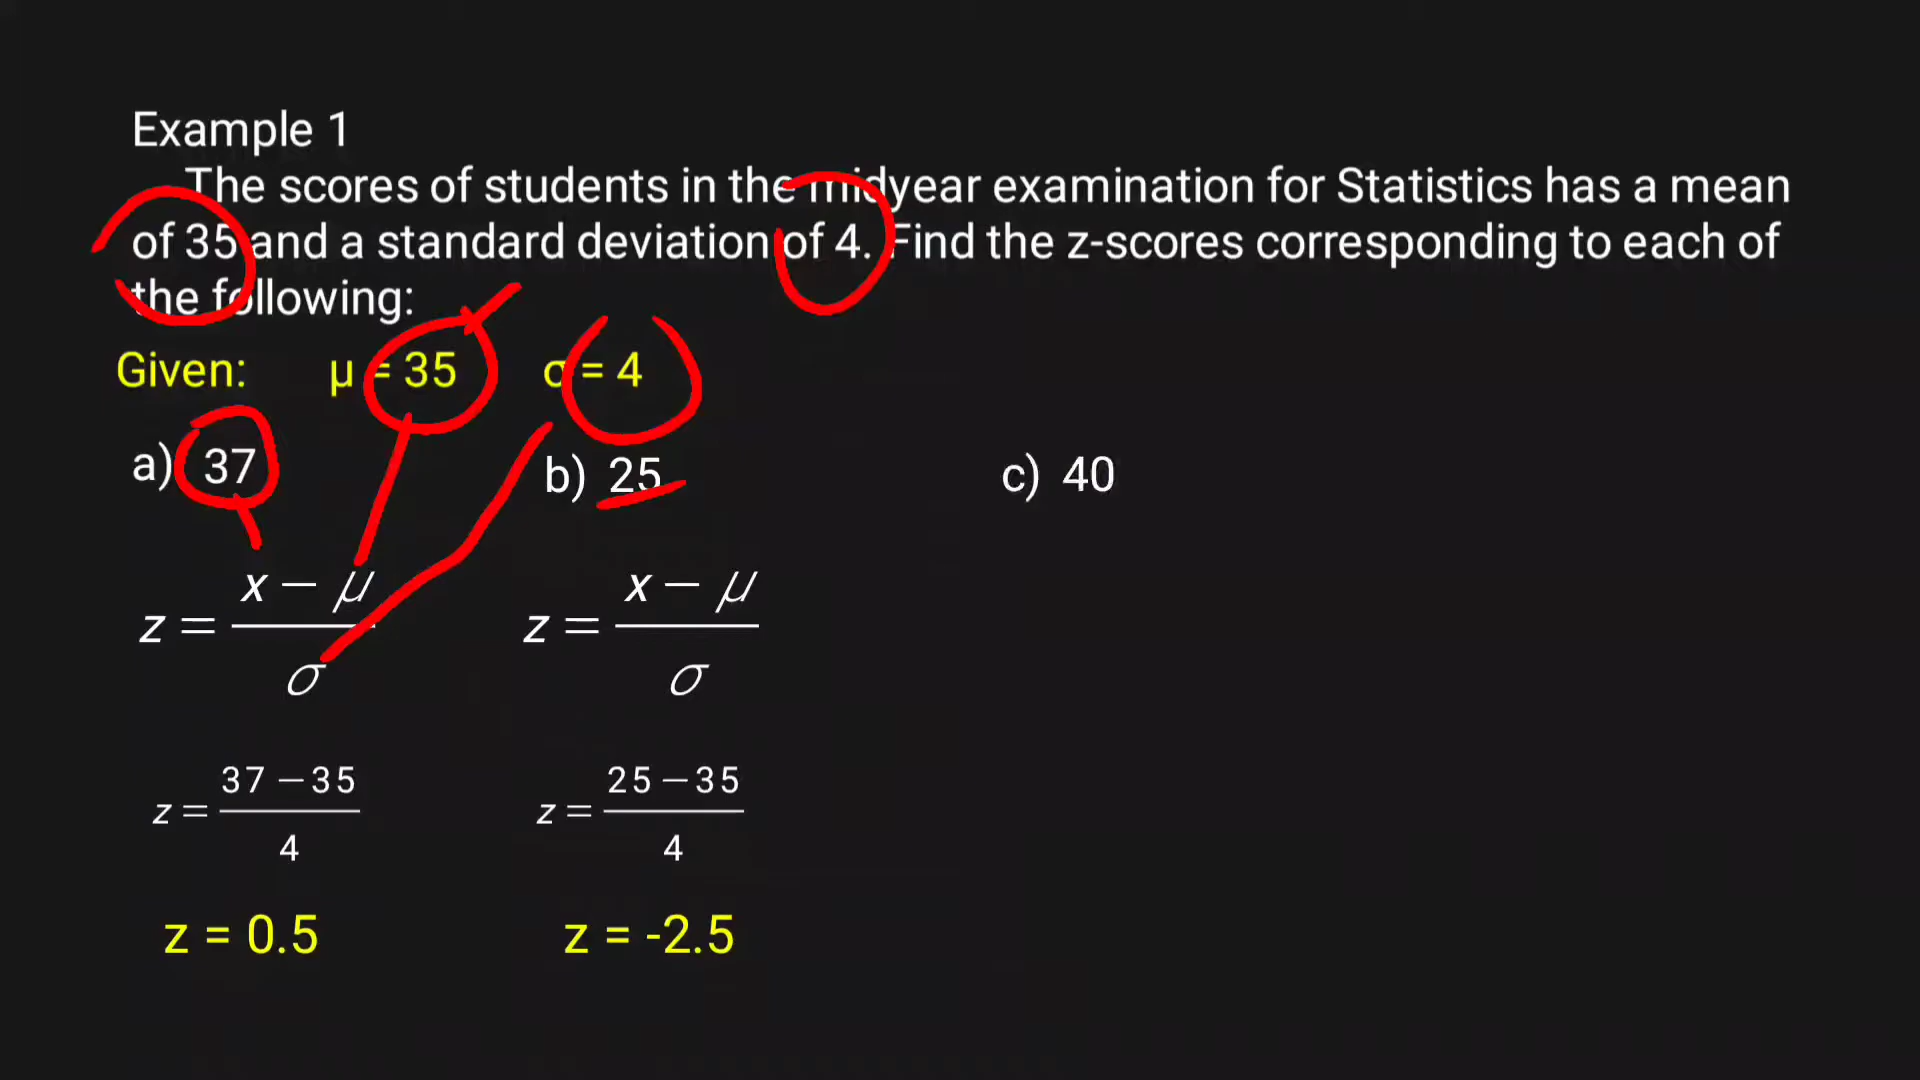 Example 1
The scores of students in the midyear examination for Statistics has a mean
of 35 and a standard deviation of 4. Find the z-scores corresponding to each of
the following:
Given: μ = 35 σ = 4
a) 37 b) 25 c) 40
z = (x − μ) / σ z = (x − μ) / σ
z = (37 − 35) / 4 z = (25 − 35) / 4
z = 0.5 z = -2.5